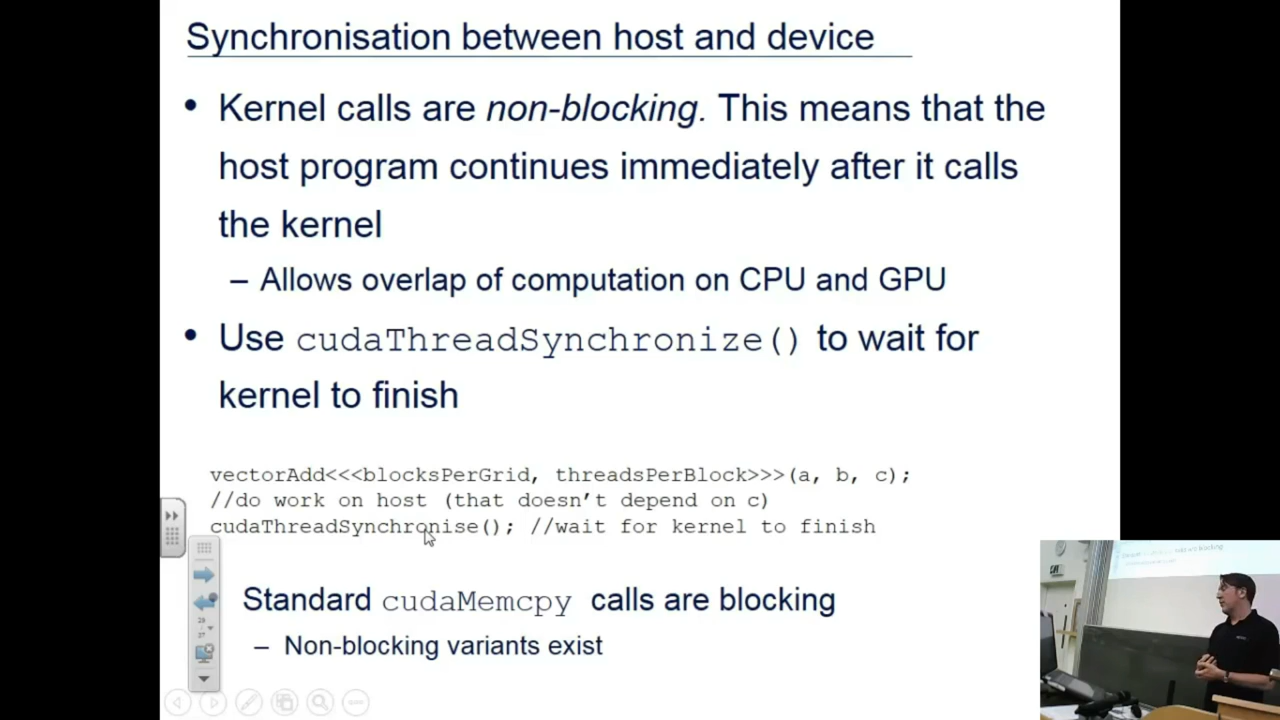 Synchronisation between host and device
• Kernel calls are non-blocking. This means that the
host program continues immediately after it calls
the kernel
– Allows overlap of computation on CPU and GPU
• Use cudaThreadSynchronize() to wait for
kernel to finish
vectorAdd<<<blocksPerGrid, threadsPerBlock>>>(a, b, c);
//do work on host (that doesn't depend on c)
cudaThreadSynchronise(); //wait for kernel to finish
Standard cudaMemcpy calls are blocking
– Non-blocking variants exist